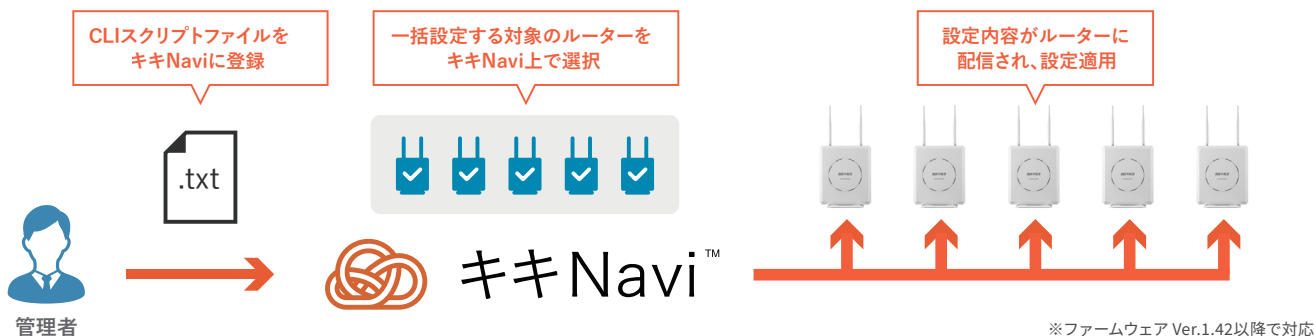 CLIスクリプトファイルを
キキNaviに登録
一括設定する対象のルーターを
キキNavi上で選択
設定内容がルーターに
配信され、設定適用
.txt
キキNavi™
管理者
※ファームウェア Ver.1.42以降で対応